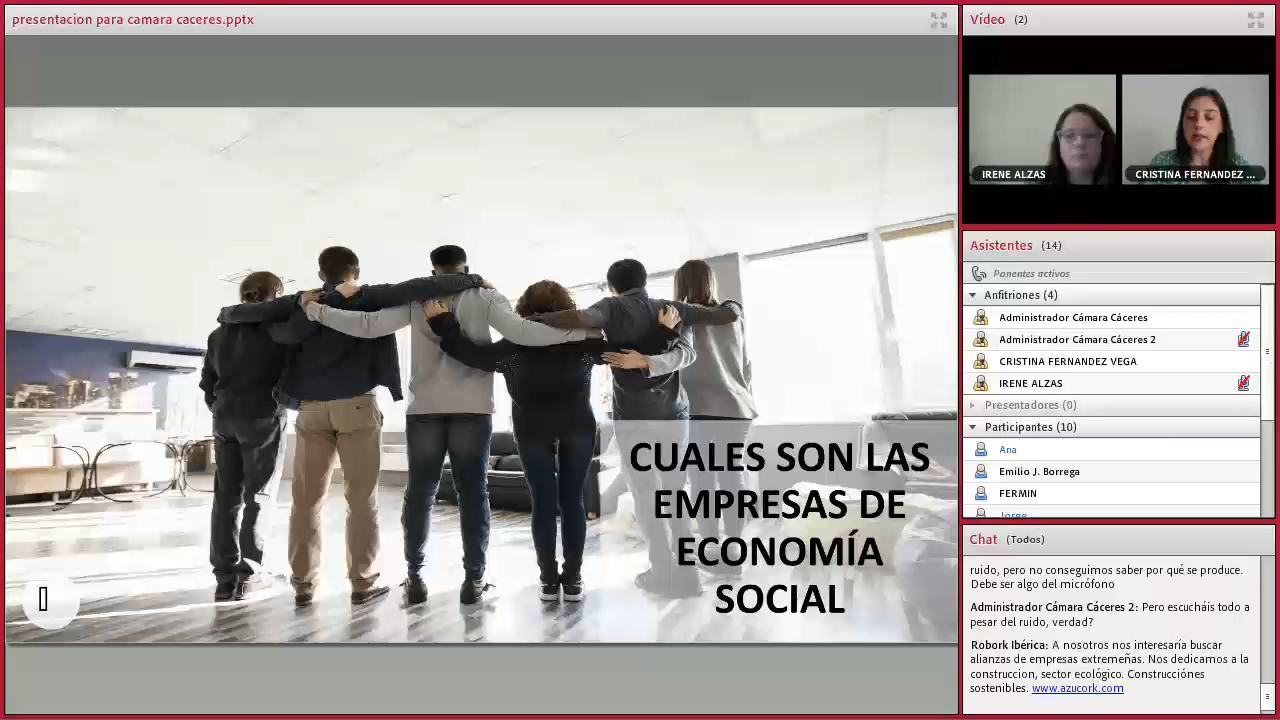 presentacion para camara caceres.pptx
CUALES SON LAS
EMPRESAS DE
ECONOMÍA
SOCIAL
Vídeo (2)
IRENE ALZAS
CRISTINA FERNANDEZ ...
Asistentes (14)
Ponentes activos
Anfitriones (4)
Administrador Cámara Cáceres
Administrador Cámara Cáceres 2
CRISTINA FERNANDEZ VEGA
IRENE ALZAS
Presentadores (0)
Participantes (10)
Ana
Emilio J. Borrega
FERMIN
Jorge
Chat (Todos)
ruido, pero no conseguimos saber por qué se produce.
Debe ser algo del micrófono
Administrador Cámara Cáceres 2: Pero escucháis todo a
pesar del ruido, verdad?
Robork Ibérica: A nosotros nos interesaría buscar
alianzas de empresas extremeñas. Nos dedicamos a la
construccion, sector ecológico. Construcciónes
sostenibles. www.azucork.com